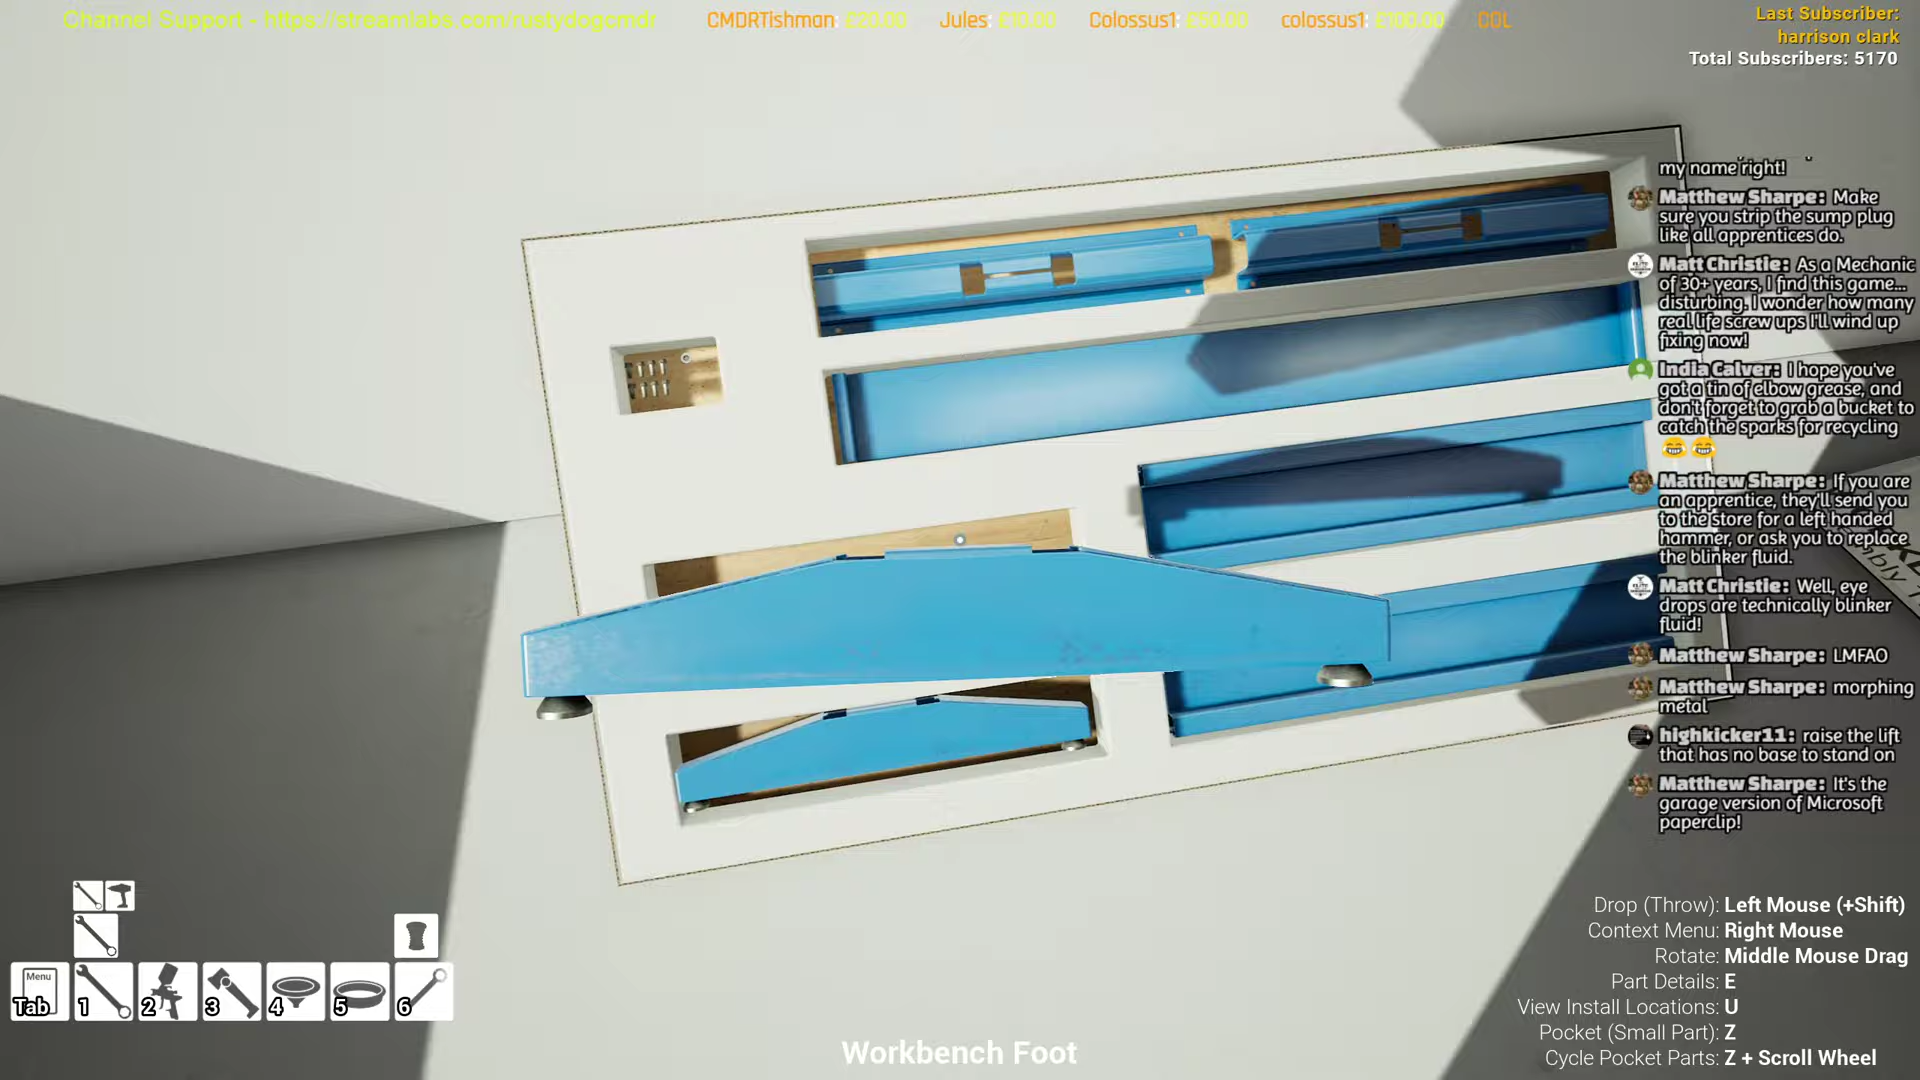 Channel Support - https://streamlabs.com/rustydogcmdr
CMDRTishman: £20.00 Jules: £10.00 Colossus1: £50.00 colossus1: £100.00 COL
Last Subscriber:
harrison clark
Total Subscribers: 5170
my name right!
Matthew Sharpe: Make
sure you strip the sump plug
like all apprentices do.
Matt Christie: As a Mechanic
of 30+ years, I find this game...
disturbing. I wonder how many
real life screw ups I'll wind up
fixing now!
India Calver: I hope you've
got a tin of elbow grease, and
don't forget to grab a bucket to
catch the sparks for recycling
😂😂
Matthew Sharpe: If you are
an apprentice, they'll send you
to the store for a left handed
hammer, or ask you to replace
the blinker fluid.
Matt Christie: Well, eye
drops are technically blinker
fluid!
Matthew Sharpe: LMFAO
Matthew Sharpe: morphing
metal
highkicker11: raise the lift
that has no base to stand on
Matthew Sharpe: It's the
garage version of Microsoft
paperclip!
Menu
Tab 1 2 3 4 5 6
Workbench Foot
Drop (Throw): Left Mouse (+Shift)
Context Menu: Right Mouse
Rotate: Middle Mouse Drag
Part Details: E
View Install Locations: U
Pocket (Small Part): Z
Cycle Pocket Parts: Z + Scroll Wheel